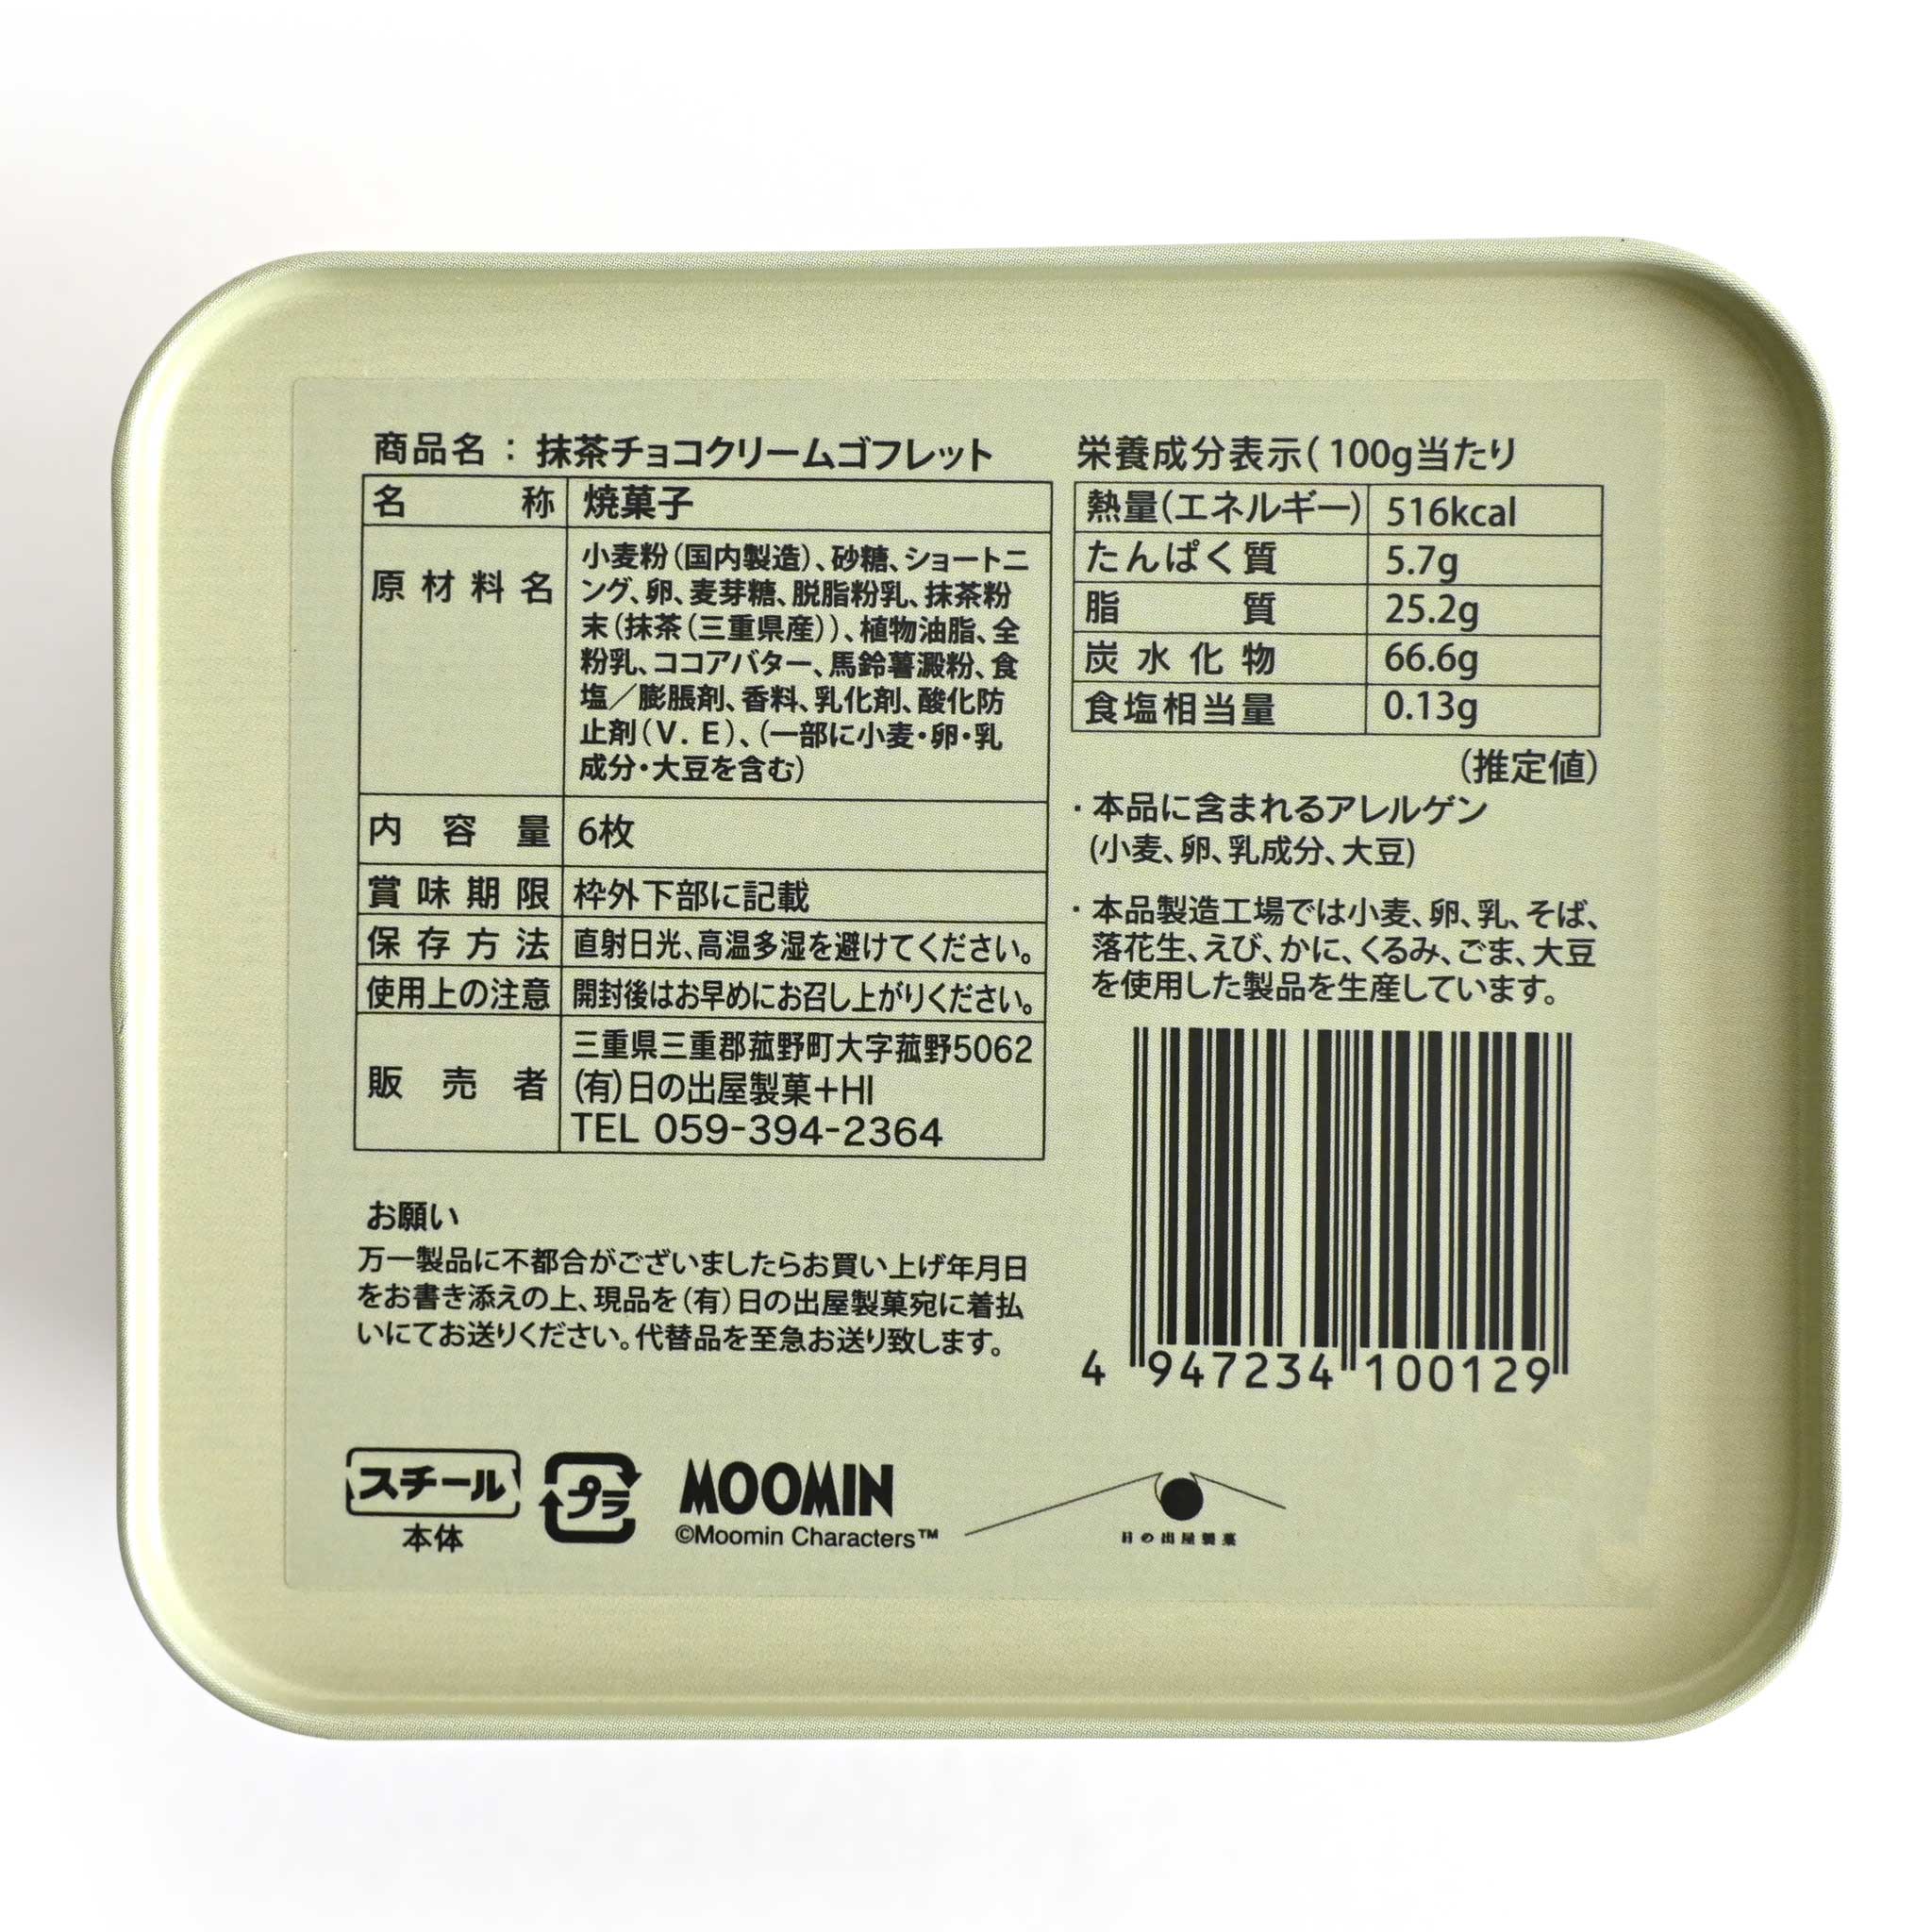 商品名：抹茶チョコクリームゴフレット
名称 焼菓子
原材料名 小麦粉(国内製造)、砂糖、ショートニ
ング、卵、麦芽糖、脱脂粉乳、抹茶粉
末(抹茶(三重県産))、植物油脂、全
粉乳、ココアバター、馬鈴薯澱粉、食
塩／膨脹剤、香料、乳化剤、酸化防
止剤(V.E)、(一部に小麦・卵・乳
成分・大豆を含む)
内容量 6枚
賞味期限 枠外下部に記載
保存方法 直射日光、高温多湿を避けてください。
使用上の注意 開封後はお早めにお召し上がりください。
販売者 三重県三重郡菰野町大字菰野5062
(有)日の出屋製菓+HI
TEL 059-394-2364
お願い
万一製品に不都合がございましたらお買い上げ年月日
をお書き添えの上、現品を(有)日の出屋製菓宛に着払
いにてお送りください。代替品を至急お送り致します。
栄養成分表示(100g当たり
熱量(エネルギー) 516kcal
たんぱく質 5.7g
脂質 25.2g
炭水化物 66.6g
食塩相当量 0.13g
(推定値)
・本品に含まれるアレルゲン
(小麦、卵、乳成分、大豆)
・本品製造工場では小麦、卵、乳、そば、
落花生、えび、かに、くるみ、ごま、大豆
を使用した製品を生産しています。
4 947234 100129
スチール
本体
プラ
MOOMIN
©Moomin Characters™
日の出屋製菓